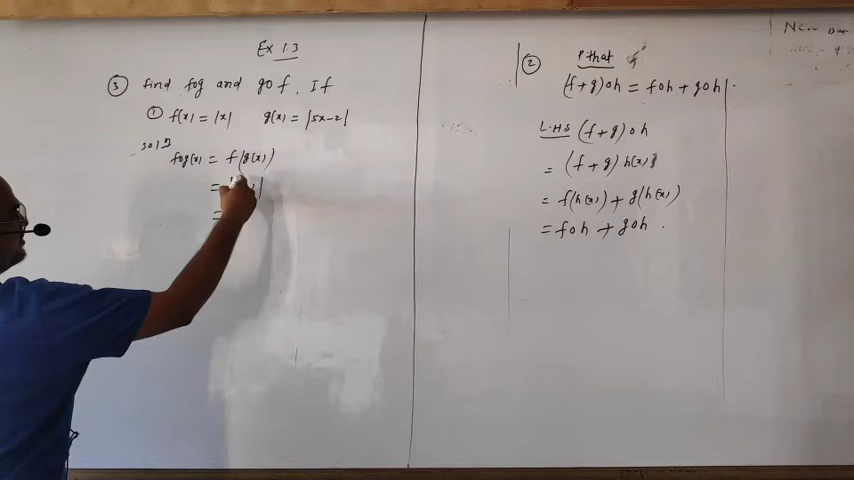 Ex 1.3
③ find fog and gof. If
① f(x) = |x| g(x) = |5x-2|
Sol:
fog(x) = f(g(x))
=
=
② P.that
(f+g)oh = foh + goh
L.H.S (f+g)oh
= (f+g) h(x)
= f(h(x)) + g(h(x))
= foh + goh.
New